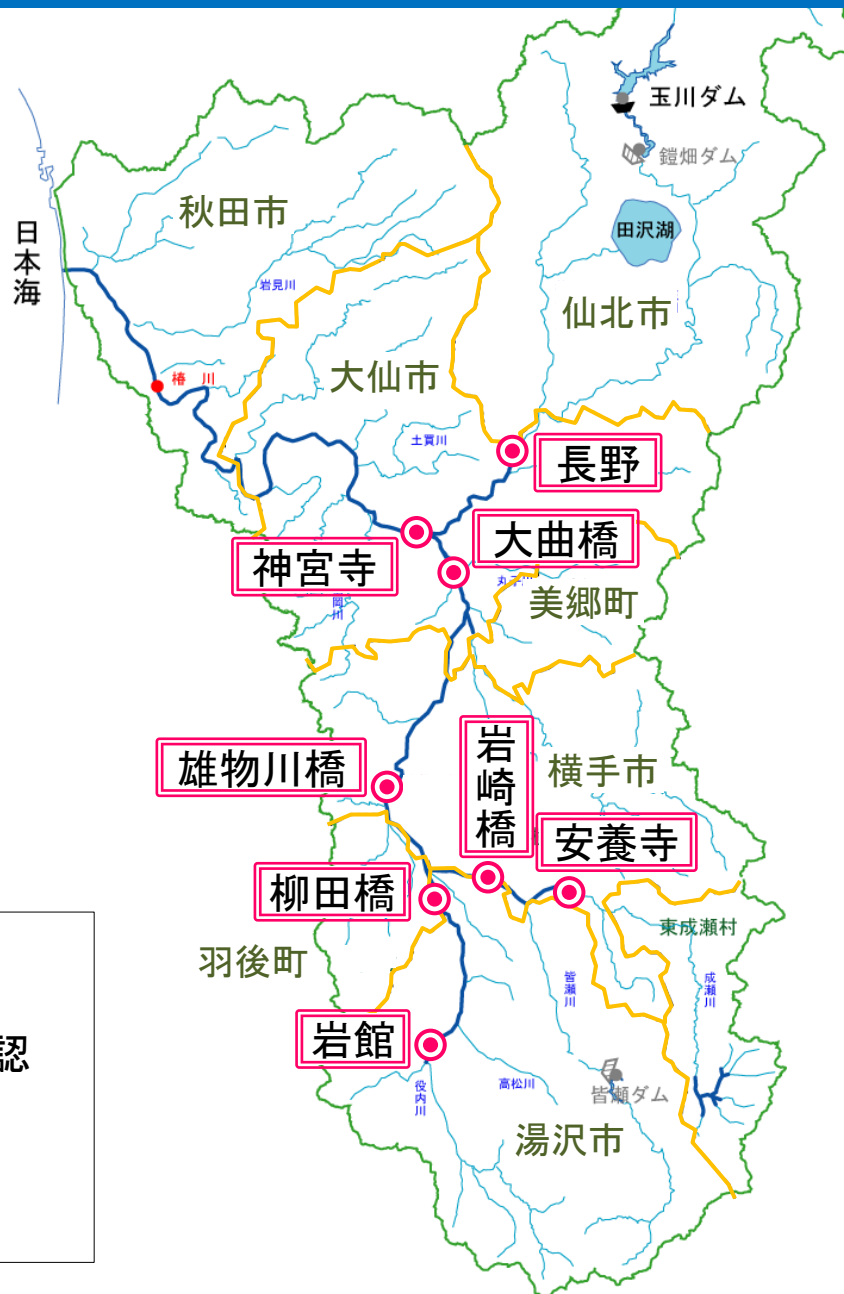 玉川ダム
鎧畑ダム
秋田市
田沢湖
日本海
岩見川
仙北市
椿川
大仙市
土買川
長野
神宮寺
大曲橋
美郷町
雄物川橋
岩崎橋
横手市
柳田橋
安養寺
東成瀬村
羽後町
皆瀬川
成瀬川
岩館
認
役内川
高松川
皆瀬ダム
湯沢市